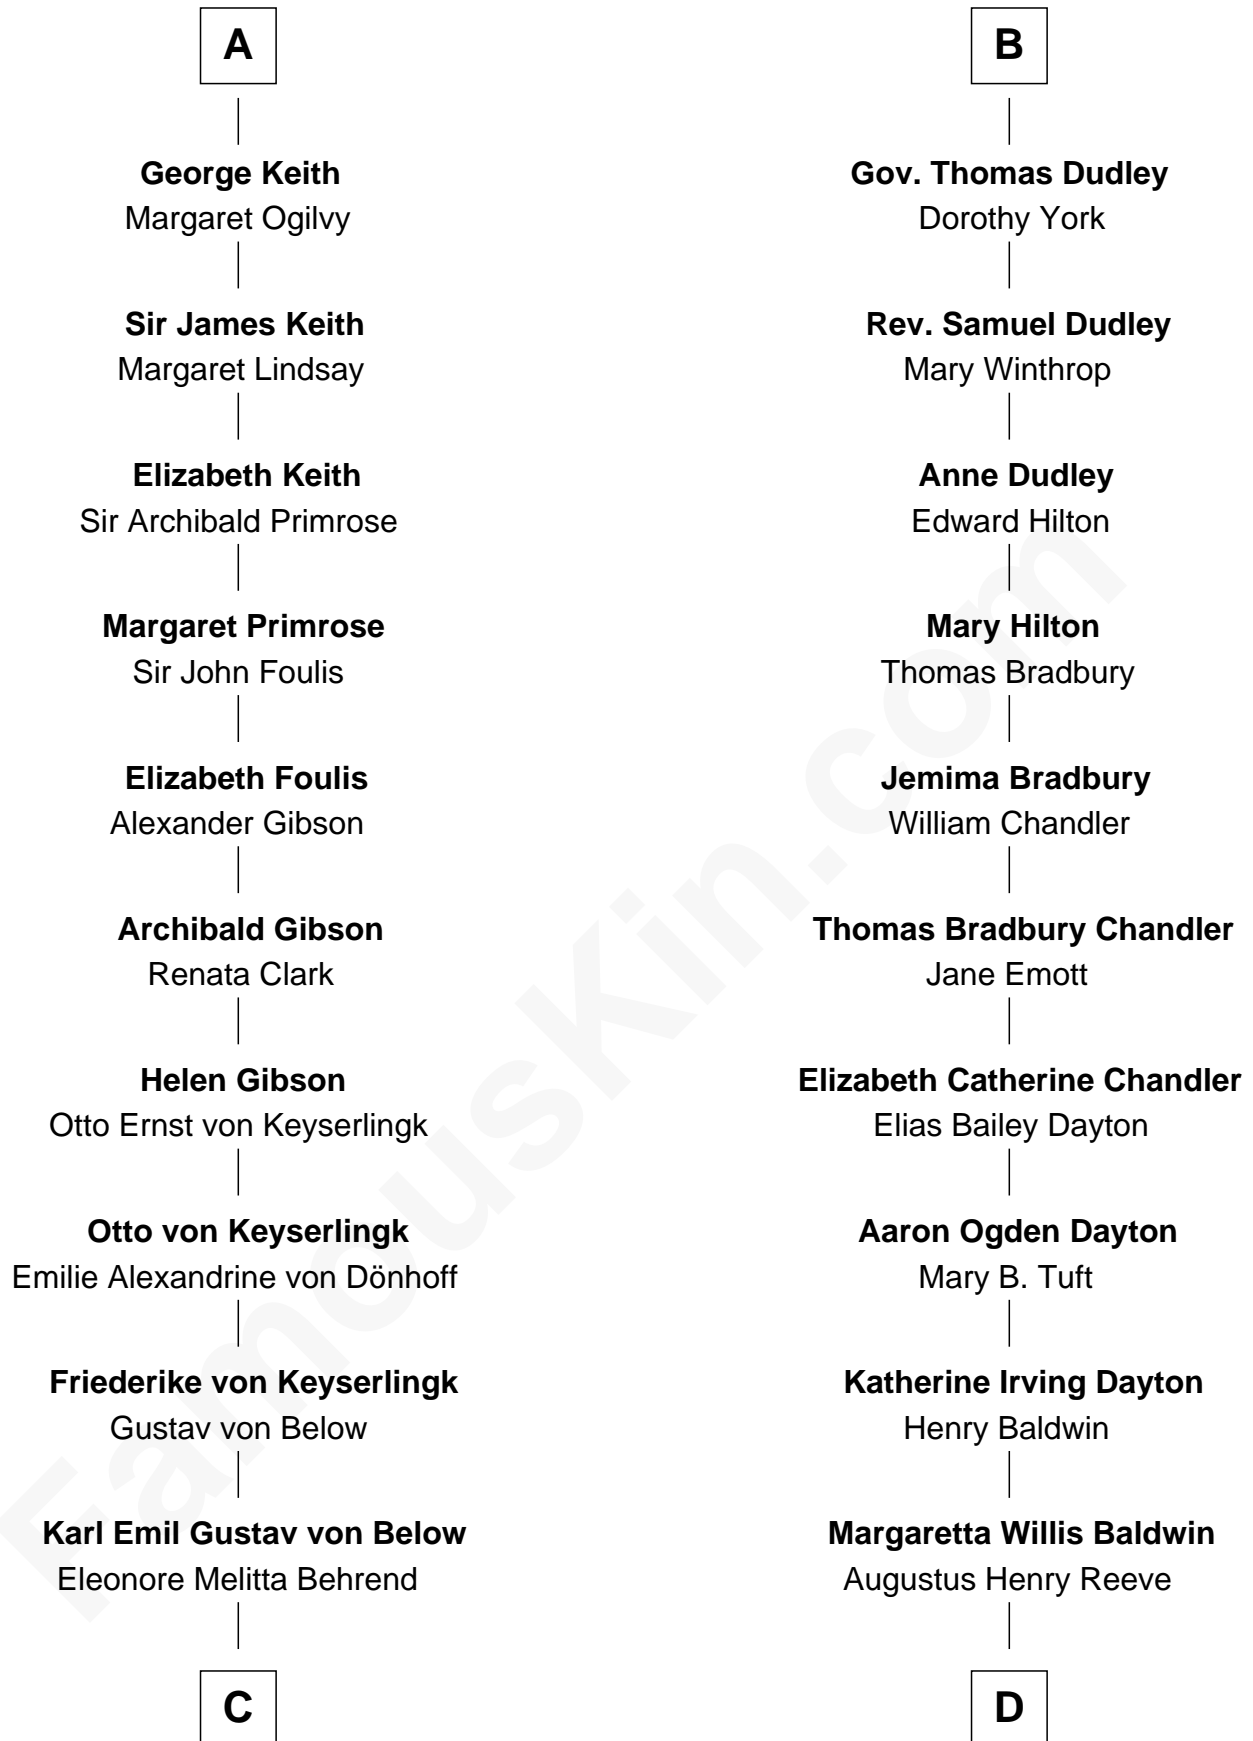 A
George Keith
Margaret Ogilvy
Sir James Keith
Margaret Lindsay
Elizabeth Keith
Sir Archibald Primrose
Margaret Primrose
Sir John Foulis
Elizabeth Foulis
Alexander Gibson
Archibald Gibson
Renata Clark
Helen Gibson
Otto Ernst von Keyserlingk
Otto von Keyserlingk
Emilie Alexandrine von Dönhoff
Friederike von Keyserlingk
Gustav von Below
Karl Emil Gustav von Below
Eleonore Melitta Behrend
C
B
Gov. Thomas Dudley
Dorothy York
Rev. Samuel Dudley
Mary Winthrop
Anne Dudley
Edward Hilton
Mary Hilton
Thomas Bradbury
Jemima Bradbury
William Chandler
Thomas Bradbury Chandler
Jane Emott
Elizabeth Catherine Chandler
Elias Bailey Dayton
Aaron Ogden Dayton
Mary B. Tuft
Katherine Irving Dayton
Henry Baldwin
Margaretta Willis Baldwin
Augustus Henry Reeve
D
FamousKin.com